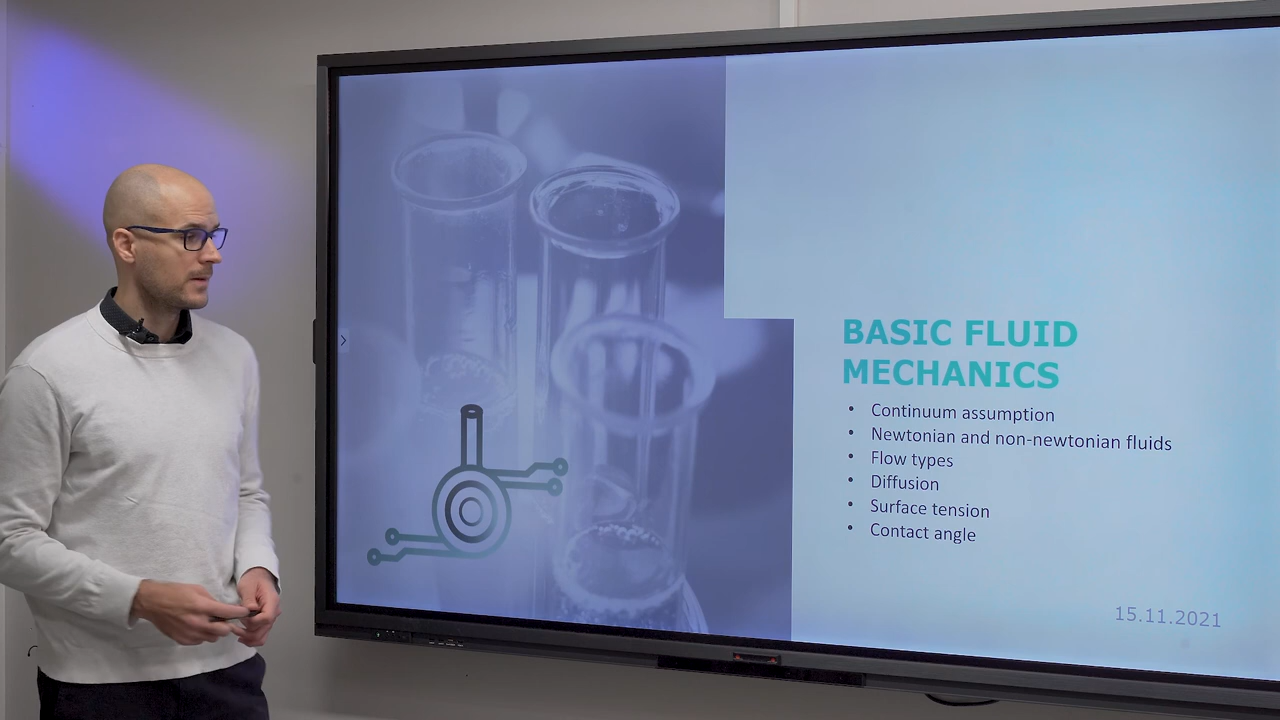 BASIC FLUID
MECHANICS
• Continuum assumption
• Newtonian and non-newtonian fluids
• Flow types
• Diffusion
• Surface tension
• Contact angle
15.11.2021